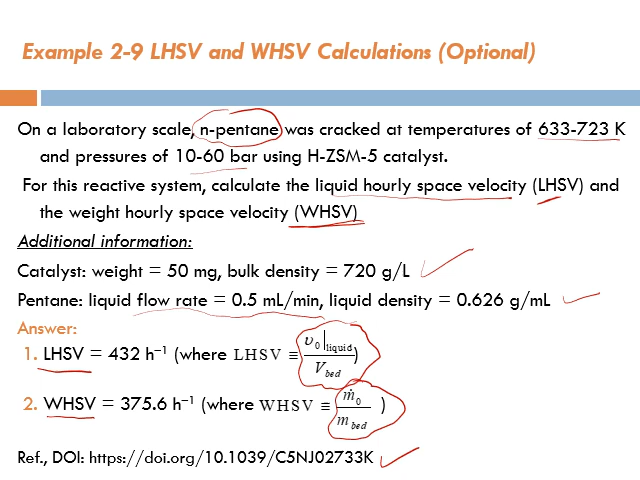 Example 2-9 LHSV and WHSV Calculations (Optional)
On a laboratory scale, n-pentane was cracked at temperatures of 633-723 K
and pressures of 10-60 bar using H-ZSM-5 catalyst.
For this reactive system, calculate the liquid hourly space velocity (LHSV) and
the weight hourly space velocity (WHSV)
Additional information:
Catalyst: weight = 50 mg, bulk density = 720 g/L
Pentane: liquid flow rate = 0.5 mL/min, liquid density = 0.626 g/mL
Answer:
1. LHSV = 432 h⁻¹ (where LHSV ≡ υ₀|liquid / V_bed)
2. WHSV = 375.6 h⁻¹ (where WHSV ≡ ṁ₀ / m_bed )
Ref., DOI: https://doi.org/10.1039/C5NJ02733K